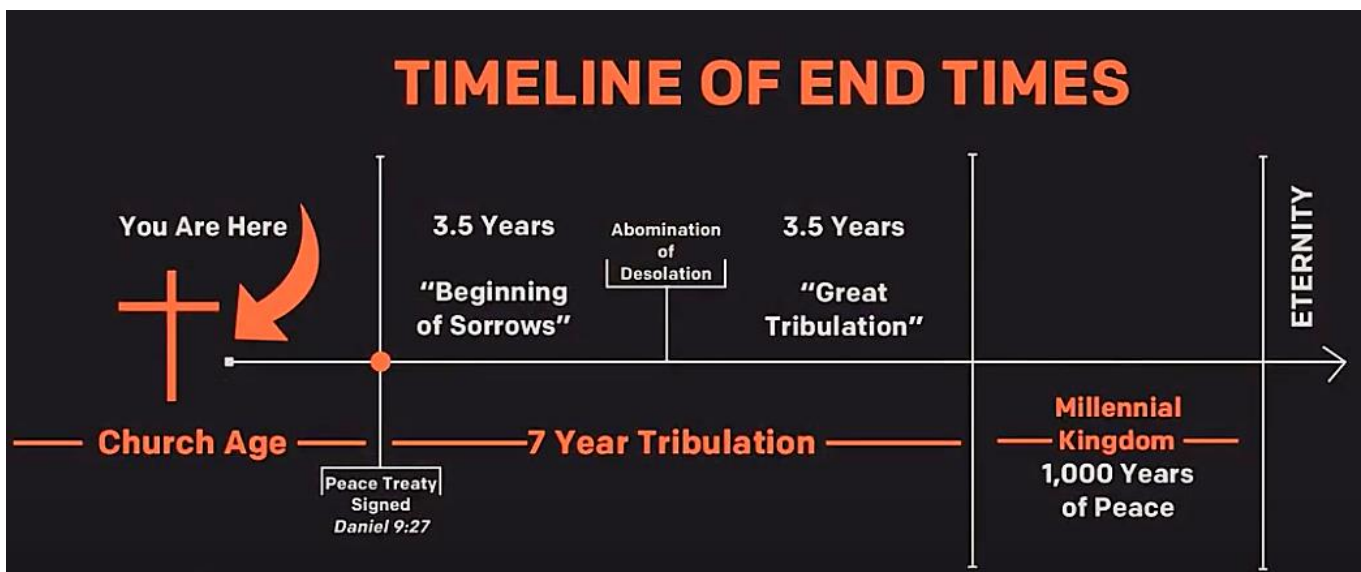 TIMELINE OF END TIMES
You Are Here
3.5 Years
“Beginning
of Sorrows”
Abomination
of
Desolation
3.5 Years
“Great
Tribulation”
ETERNITY
Church Age
7 Year Tribulation
Millennial
Kingdom
1,000 Years
of Peace
Peace Treaty
Signed
Daniel 9:27